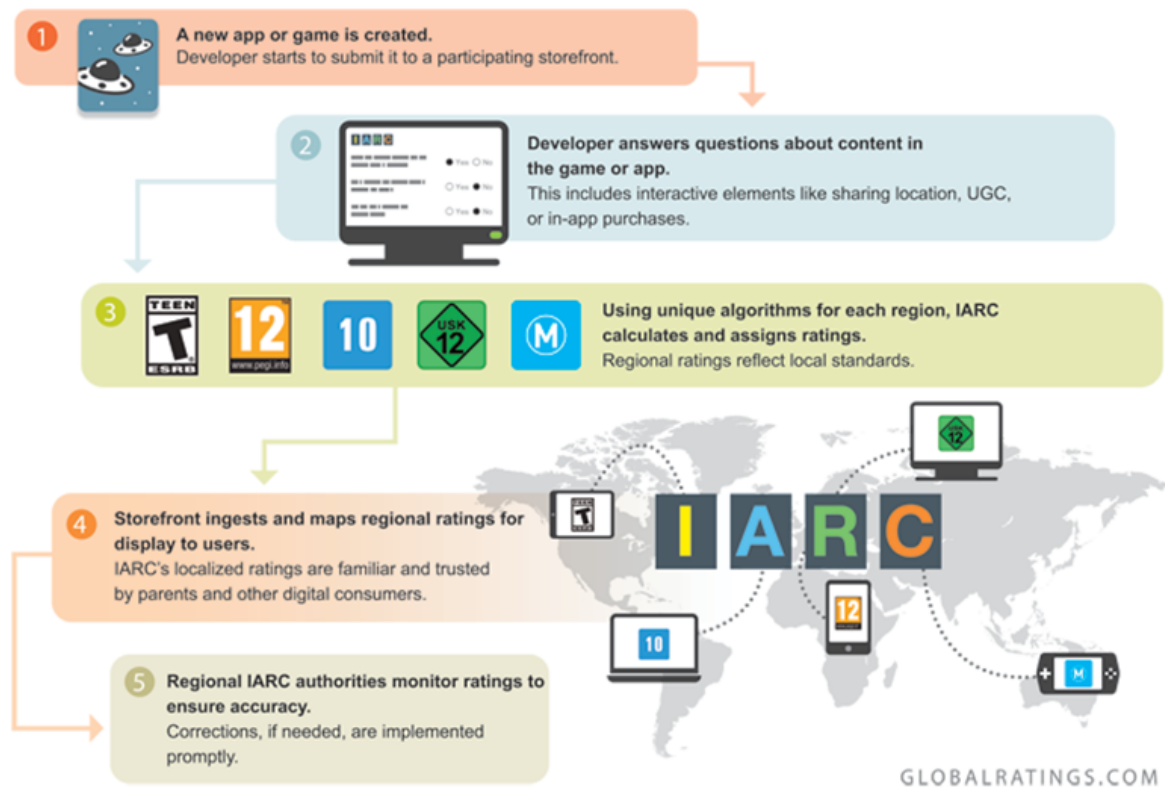 1
A new app or game is created.
Developer starts to submit it to a participating storefront.
2
IARC
Yes No
Yes No
Yes No
Developer answers questions about content in
the game or app.
This includes interactive elements like sharing location, UGC,
or in-app purchases.
3
TEEN
T
ESRB
12
www.pegi.info
10
USK
12
M
Using unique algorithms for each region, IARC
calculates and assigns ratings.
Regional ratings reflect local standards.
4
Storefront ingests and maps regional ratings for
display to users.
IARC's localized ratings are familiar and trusted
by parents and other digital consumers.
USK
12
T
IARC
12
10
M
5
Regional IARC authorities monitor ratings to
ensure accuracy.
Corrections, if needed, are implemented
promptly.
GLOBALRATINGS.COM